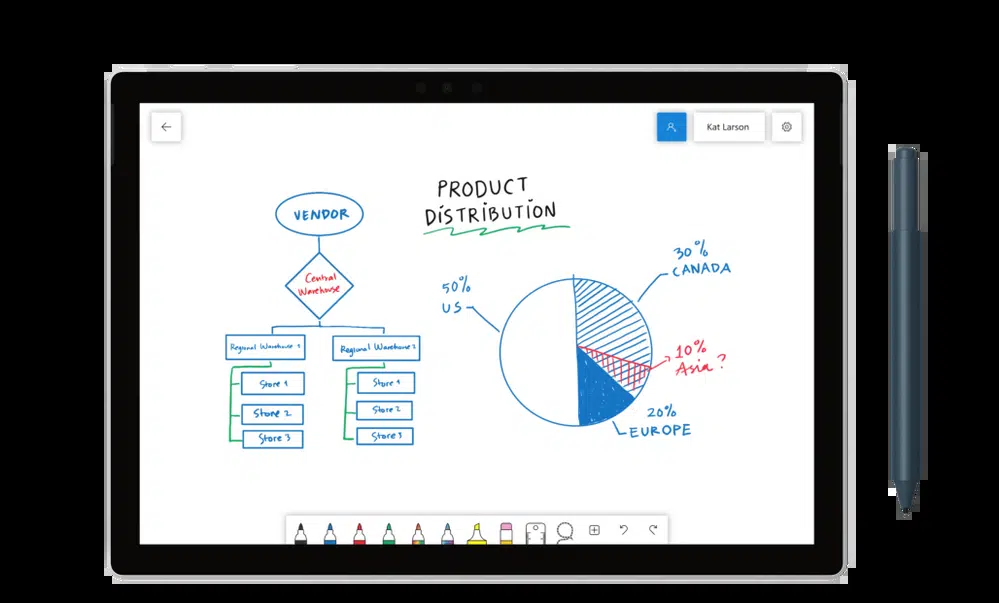 Kat Larson
PRODUCT
DISTRIBUTION
VENDOR
Central
Warehouse
Regional Warehouse 1
Store 1
Store 2
Store 3
Regional Warehouse 2
Store 1
Store 2
Store 3
50%
US
30%
CANADA
10%
Asia?
20%
EUROPE